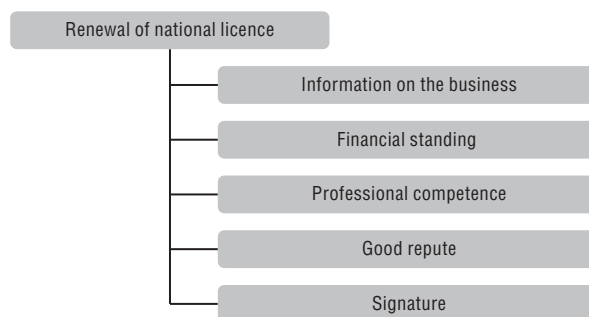 Renewal of national licence
Information on the business
Financial standing
Professional competence
Good repute
Signature